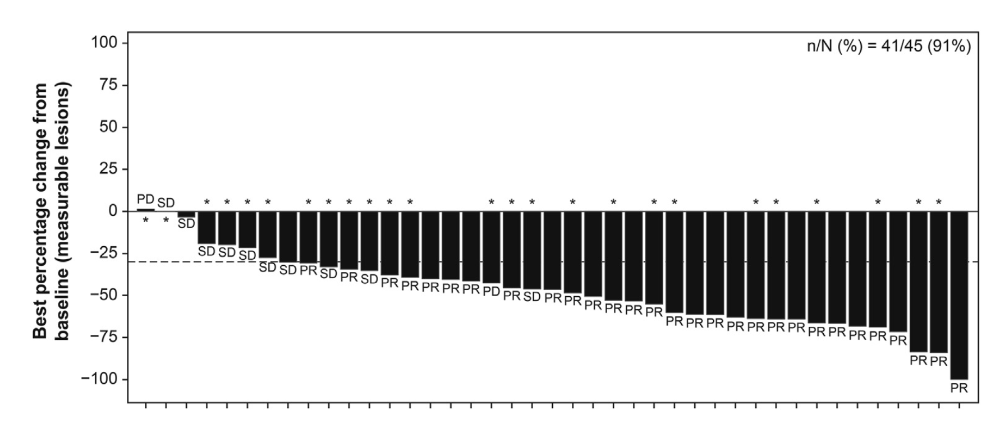 n/N (%) = 41/45 (91%)
Best percentage change from
baseline (measurable lesions)
100
75
50
25
0
−25
−50
−75
−100
PD SD
* * * * * * * * * * * * * * * * * * * * * * * *
* *
SD SD SD SD SD SD PR SD PR SD PR PR PR PR PR PD PR SD PR PR PR PR PR PR PR PR PR PR PR PR PR PR PR PR PR PR PR PR PR